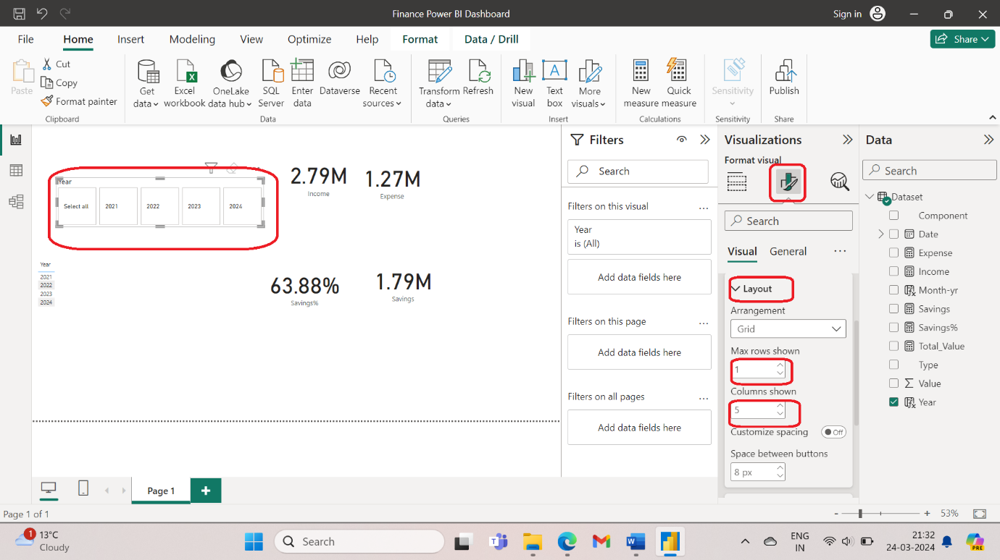 Finance Power BI Dashboard
Sign in
File
Home
Insert
Modeling
View
Optimize
Help
Format
Data / Drill
Share
Paste
Cut
Copy
Format painter
Clipboard
Get data
Excel workbook
OneLake data hub
SQL Server
Enter data
Dataverse
Recent sources
Data
Transform data
Refresh
Queries
New visual
Text box
More visuals
Insert
New measure
Quick measure
Calculations
Sensitivity
Sensitivity
Publish
Share
Year
Select all
2021
2022
2023
2024
2.79M
Income
1.27M
Expense
Year
2021
2022
2023
2024
63.88%
Savings%
1.79M
Savings
Filters
Search
Filters on this visual
...
Year
is (All)
Add data fields here
Filters on this page
...
Add data fields here
Filters on all pages
...
Add data fields here
Visualizations
Format visual
Search
Visual
General
...
Layout
Arrangement
Grid
Max rows shown
1
Columns shown
5
Customize spacing
Off
Space between buttons
8 px
Data
Search
Dataset
Component
Date
Expense
Income
Month-yr
Savings
Savings%
Total_Value
Type
Value
Year
Page 1
+
Page 1 of 1
- + 53%
1
13°C
Cloudy
Search
ENG
IN
21:32
24-03-2024
PRE